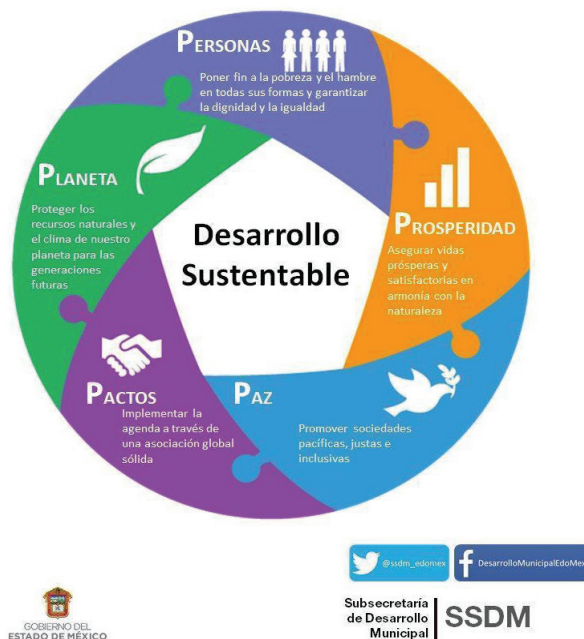 PERSONAS
Poner fin a la pobreza y el hambre
en todas sus formas y garantizar
la dignidad y la igualdad
PROSPERIDAD
Asegurar vidas
prósperas y
satisfactorias en
armonía con la
naturaleza
PAZ
Promover sociedades
pacíficas, justas e
inclusivas
PACTOS
Implementar la
agenda a través de
una asociación global
sólida
PLANETA
Proteger los
recursos naturales y
el clima de nuestro
planeta para las
generaciones
futuras
Desarrollo
Sustentable
@ssdm_edomex
DesarrolloMunicipalEdoMex
GOBIERNO DEL
ESTADO DE MÉXICO
Subsecretaría
de Desarrollo
Municipal
SSDM